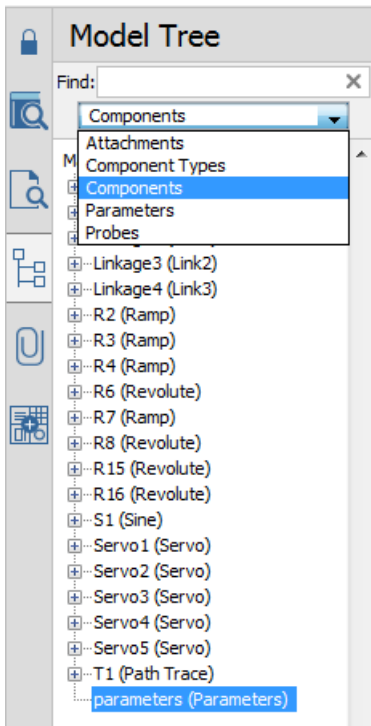 Model Tree
Find:
Components
Attachments
Component Types
Components
Parameters
Probes
Linkage3 (Link2)
Linkage4 (Link3)
R2 (Ramp)
R3 (Ramp)
R4 (Ramp)
R6 (Revolute)
R7 (Ramp)
R8 (Revolute)
R15 (Revolute)
R16 (Revolute)
S1 (Sine)
Servo1 (Servo)
Servo2 (Servo)
Servo3 (Servo)
Servo4 (Servo)
Servo5 (Servo)
T1 (Path Trace)
parameters (Parameters)